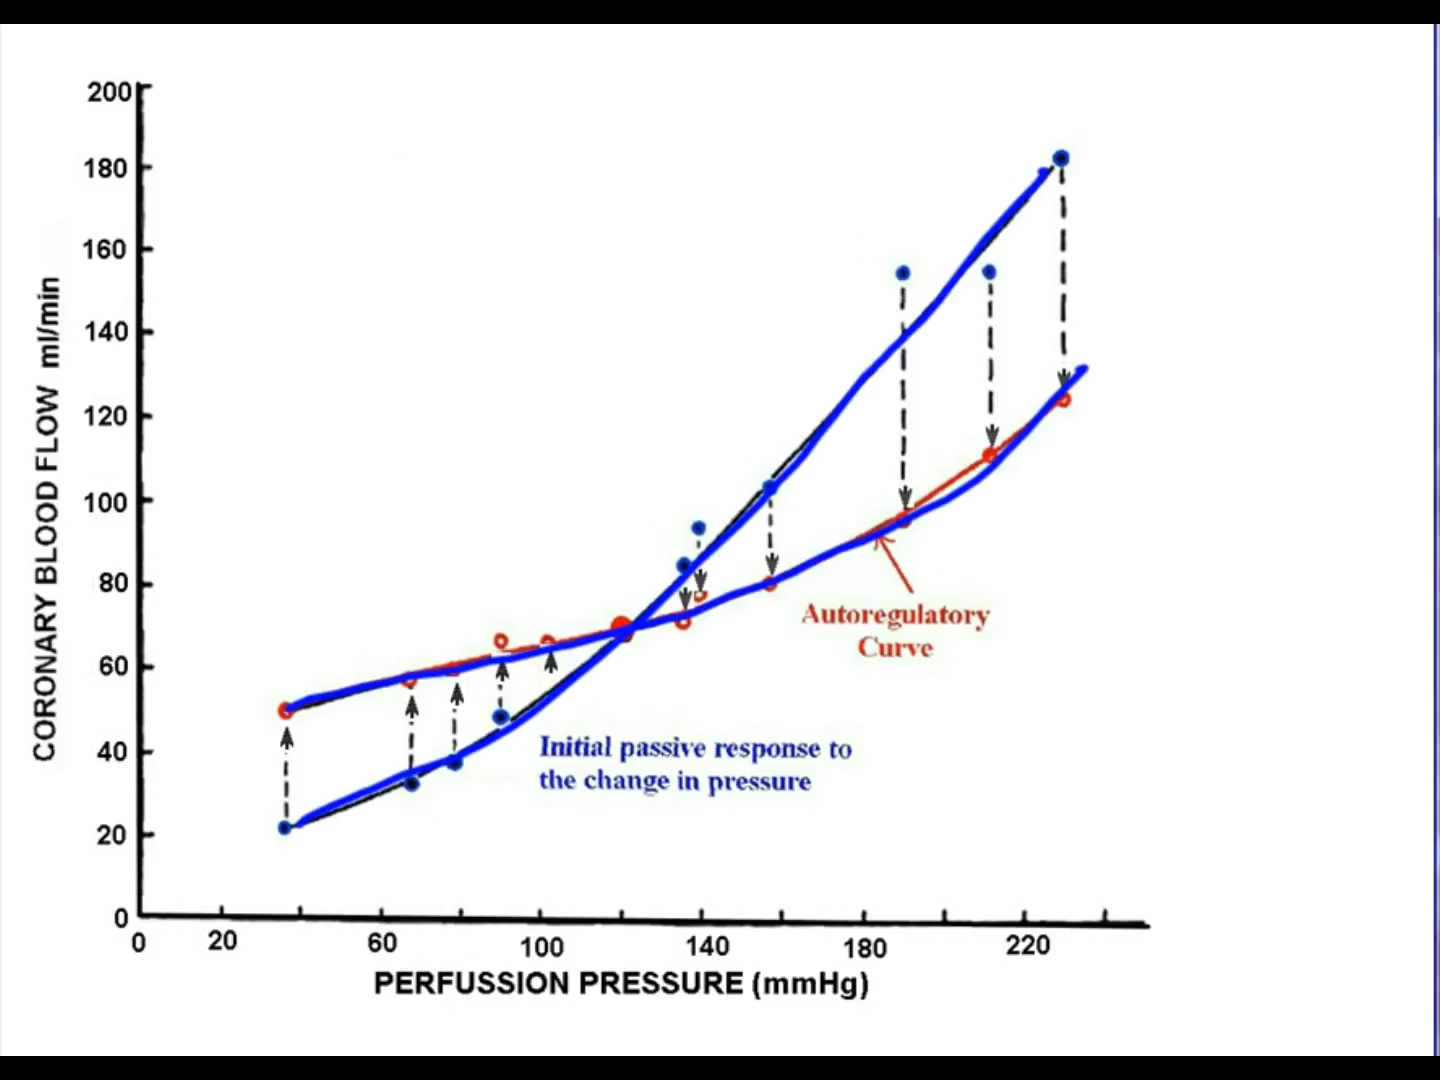 200
180
160
140
120
100
80
60
40
20
0
CORONARY BLOOD FLOW ml/min
Autoregulatory
Curve
Initial passive response to
the change in pressure
0 20 60 100 140 180 220
PERFUSSION PRESSURE (mmHg)